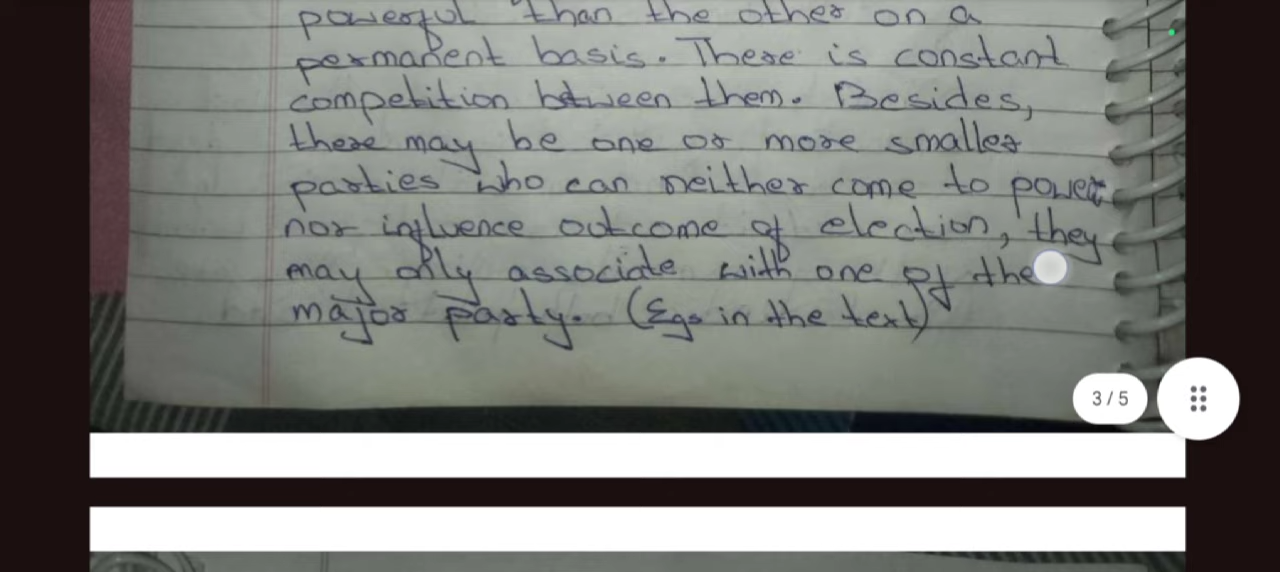 powerful than the other on a
permanent basis. There is constant
competition between them. Besides,
there may be one or more smaller
parties who can neither come to power
nor influence outcome of election, they
may only associate with one of the
major party. (Egs in the text)
3 / 5